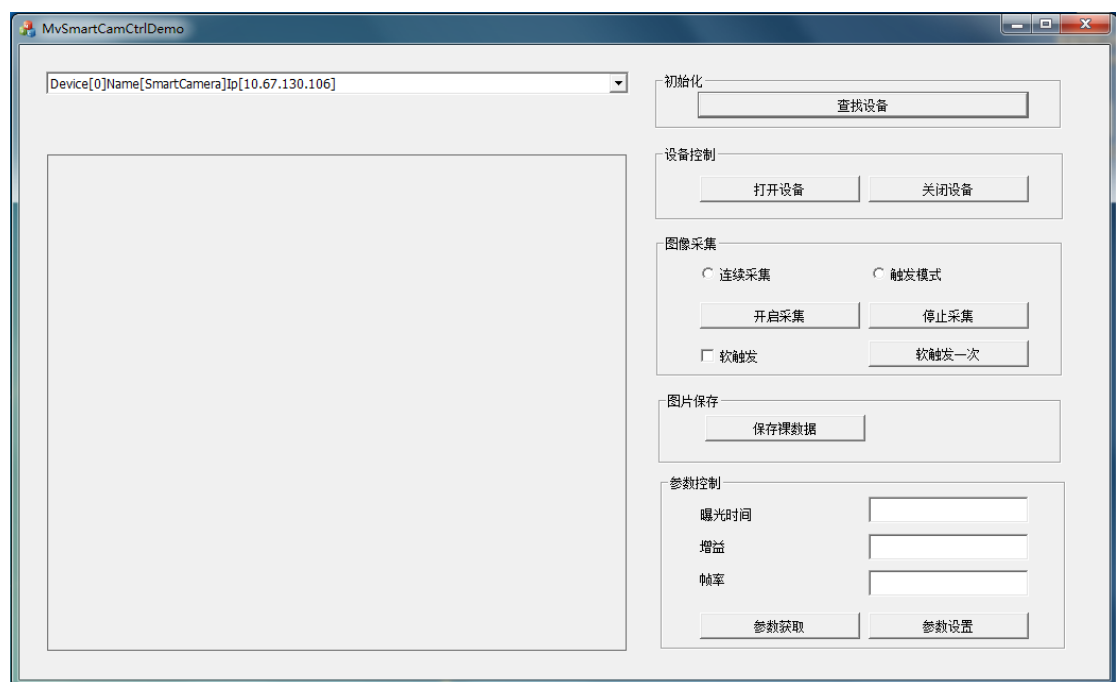 MvSmartCamCtrlDemo
Device[0]Name[SmartCamera]Ip[10.67.130.106]
初始化
查找设备
设备控制
打开设备 关闭设备
图像采集
连续采集 触发模式
开启采集 停止采集
软触发 软触发一次
图片保存
保存裸数据
参数控制
曝光时间
增益
帧率
参数获取 参数设置